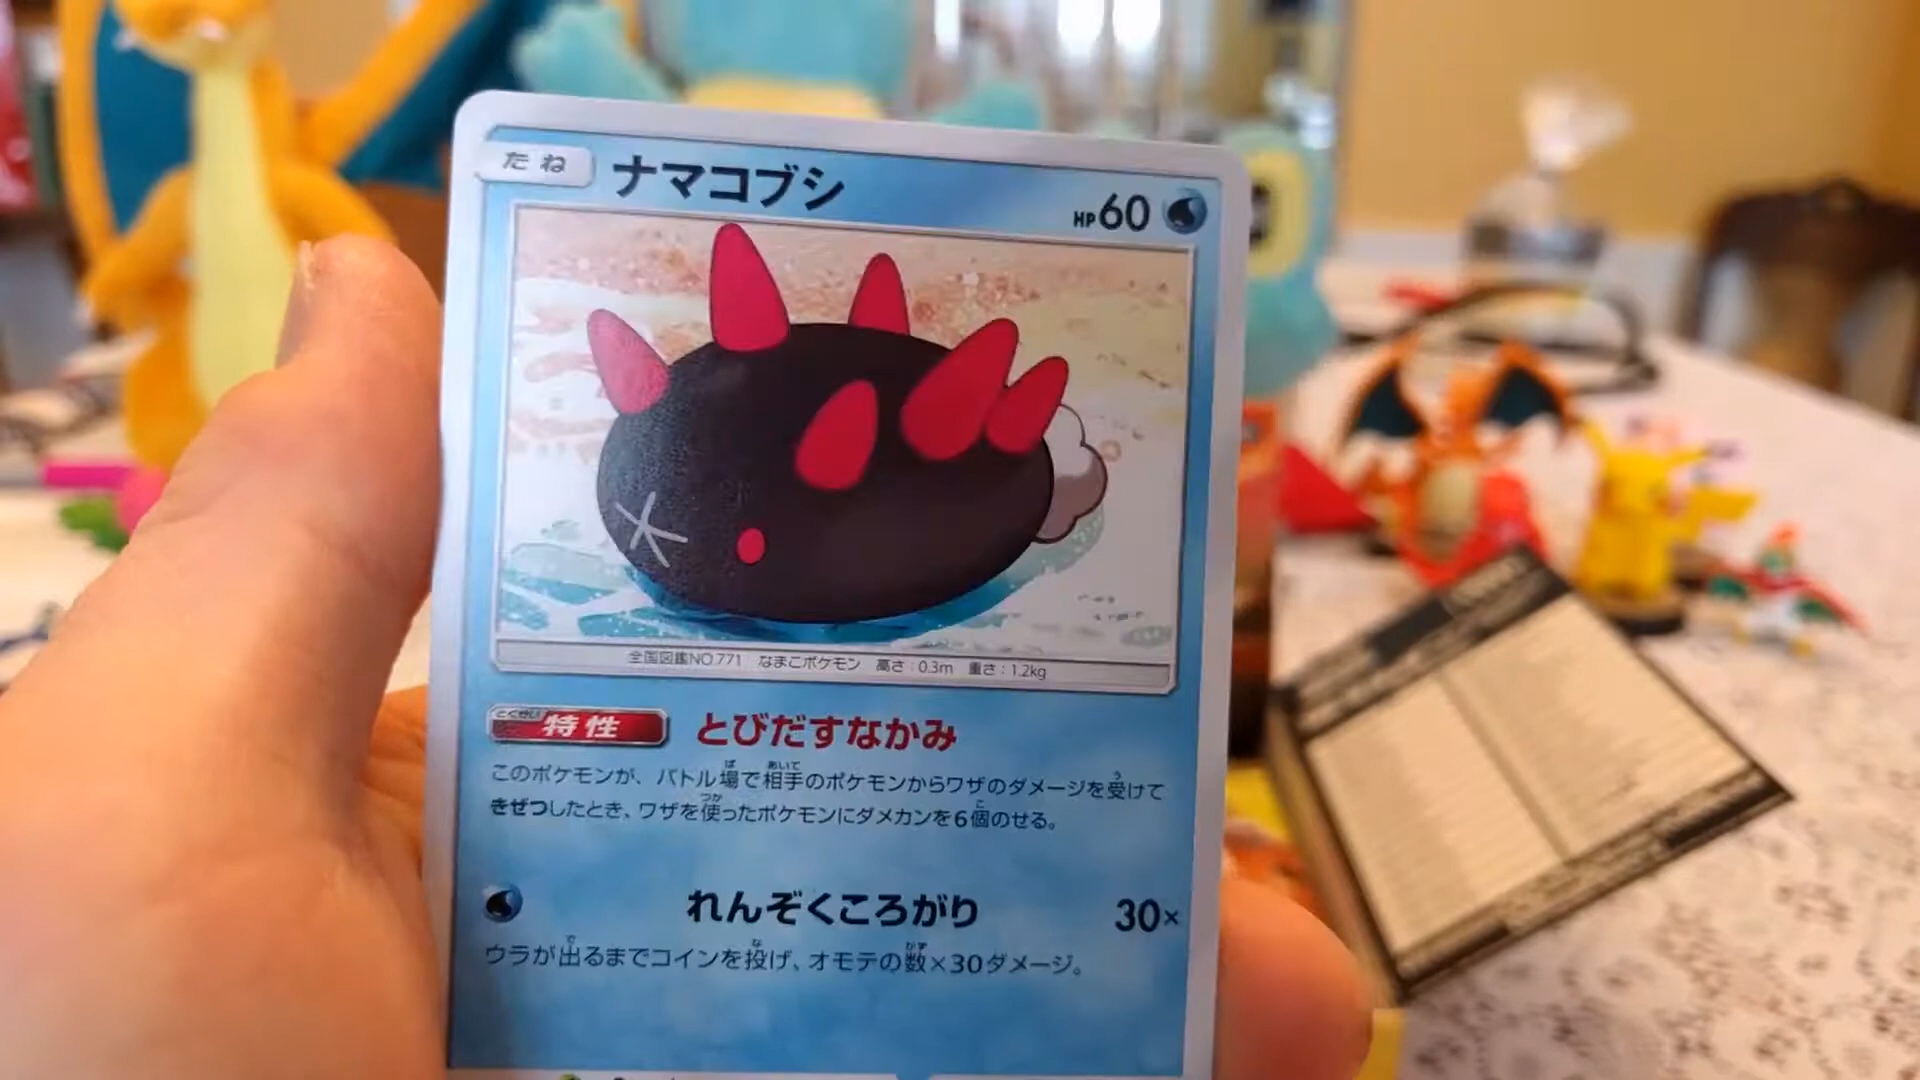 たね ナマコブシ HP60
全国図鑑NO.771 なまこポケモン 高さ:0.3m 重さ:1.2kg
とくせい
特性 とびだすなかみ
このポケモンが、バトル場で相手のポケモンからワザのダメージを受けて
きぜつしたとき、ワザを使ったポケモンにダメカンを6個のせる。
れんぞくころがり 30×
ウラが出るまでコインを投げ、オモテの数×30ダメージ。